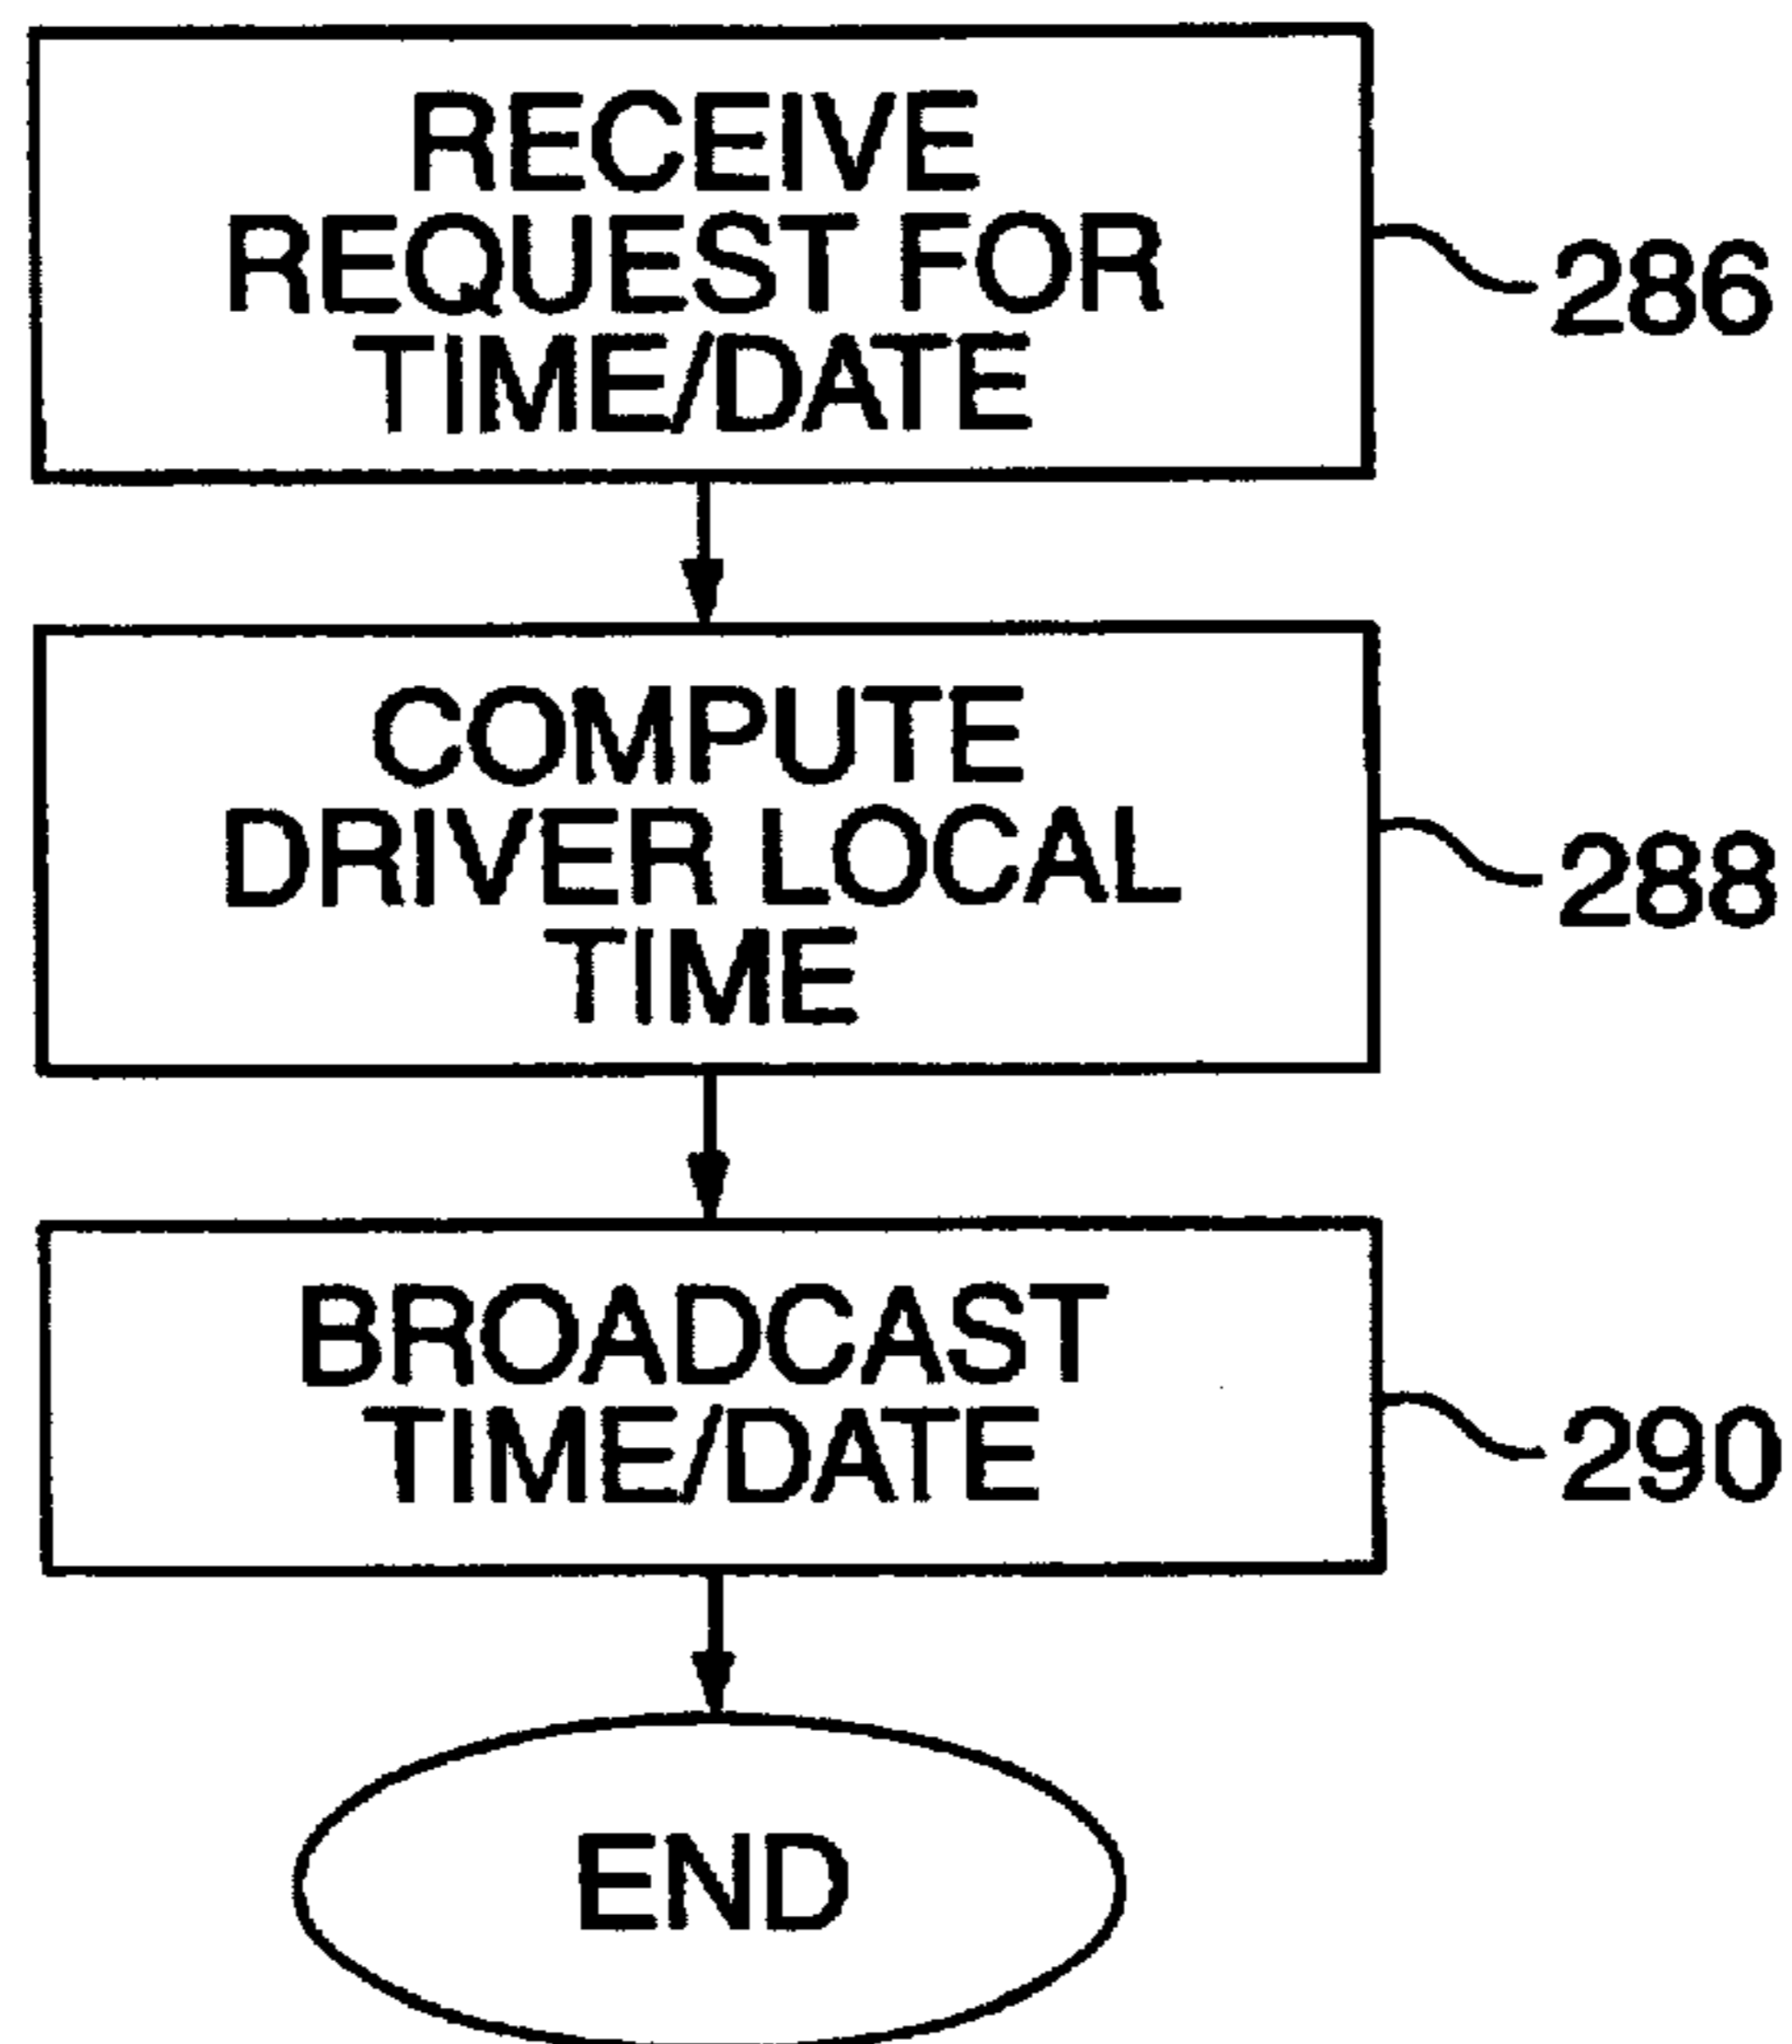 RECEIVE
REQUEST FOR
TIME/DATE
286
COMPUTE
DRIVER LOCAL
TIME
288
BROADCAST
TIME/DATE
290
END